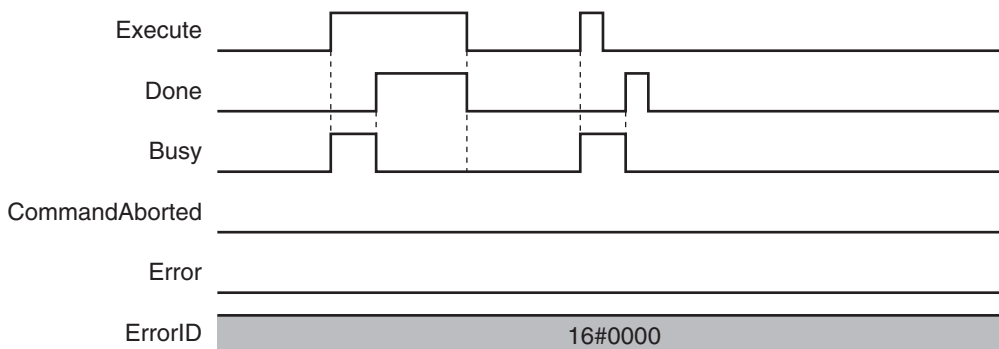 Execute
Done
Busy
CommandAborted
Error
ErrorID
16#0000